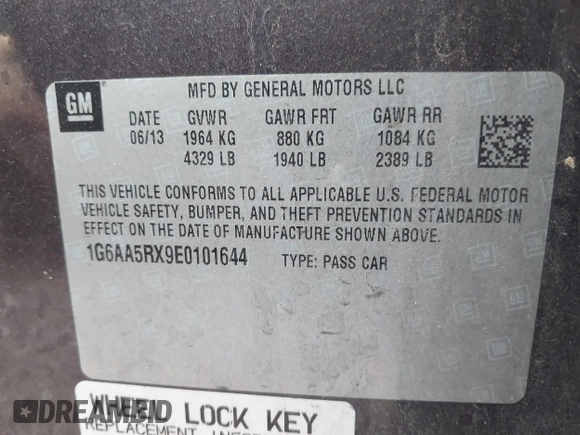 GM
MFD BY GENERAL MOTORS LLC
DATE GVWR GAWR FRT GAWR RR
06/13 1964 KG 880 KG 1084 KG
4329 LB 1940 LB 2389 LB
THIS VEHICLE CONFORMS TO ALL APPLICABLE U.S. FEDERAL MOTOR
VEHICLE SAFETY, BUMPER, AND THEFT PREVENTION STANDARDS IN
EFFECT ON THE DATE OF MANUFACTURE SHOWN ABOVE.
1G6AA5RX9E0101644 TYPE: PASS CAR
WHEEL LOCK KEY
REPLACEMENT
DREAMBID